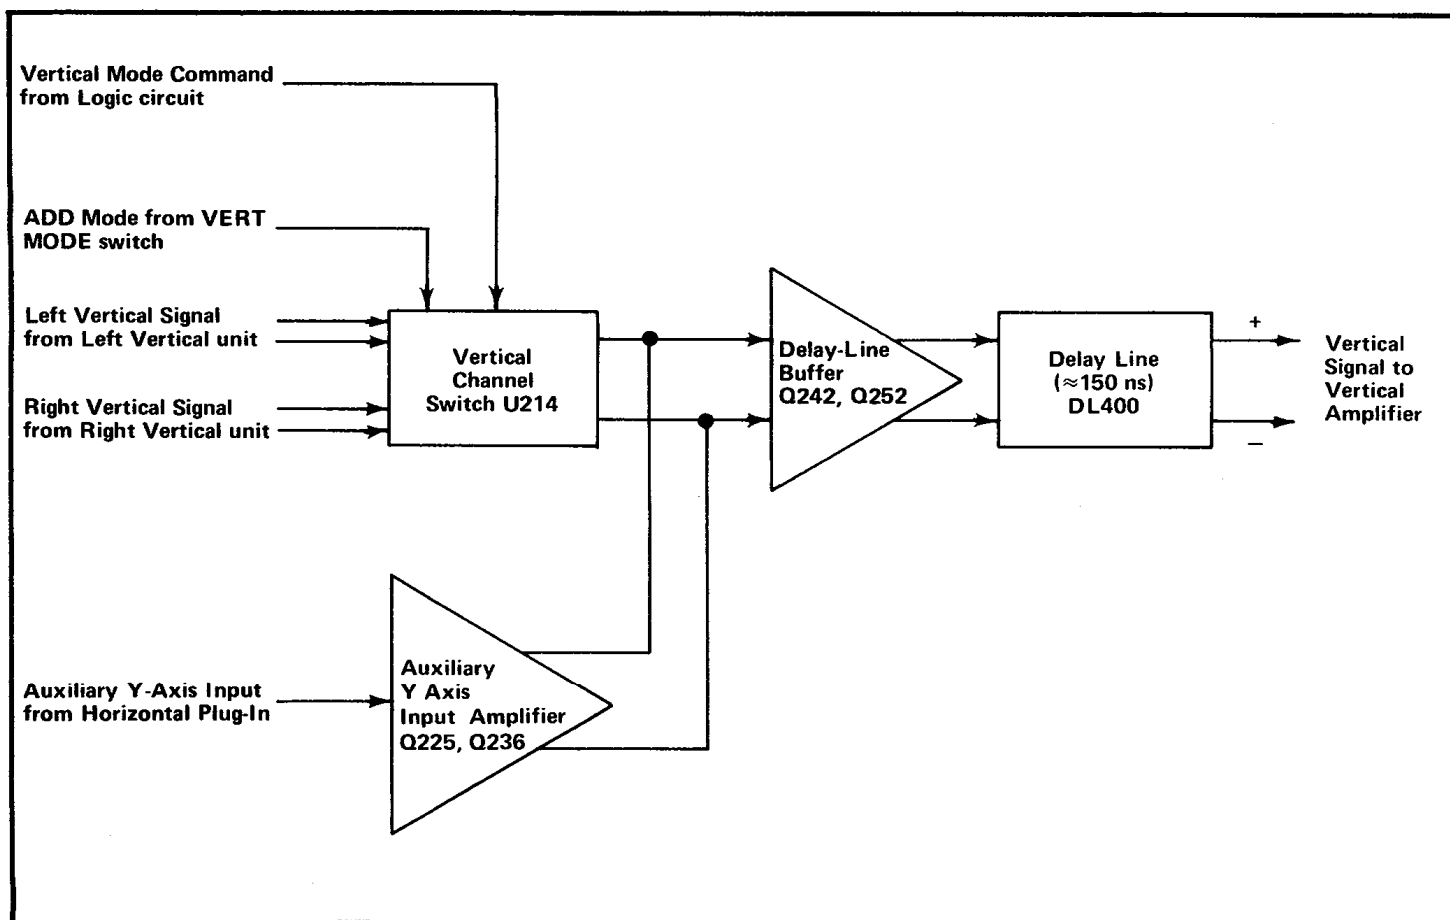 Vertical Mode Command
from Logic circuit
ADD Mode from VERT
MODE switch
Left Vertical Signal
from Left Vertical unit
Right Vertical Signal
from Right Vertical unit
Vertical
Channel
Switch U214
Delay-Line
Buffer
Q242, Q252
Delay Line
(≈150 ns)
DL400
+
−
Vertical
Signal to
Vertical
Amplifier
Auxiliary Y-Axis Input
from Horizontal Plug-In
Auxiliary
Y Axis
Input Amplifier
Q225, Q236